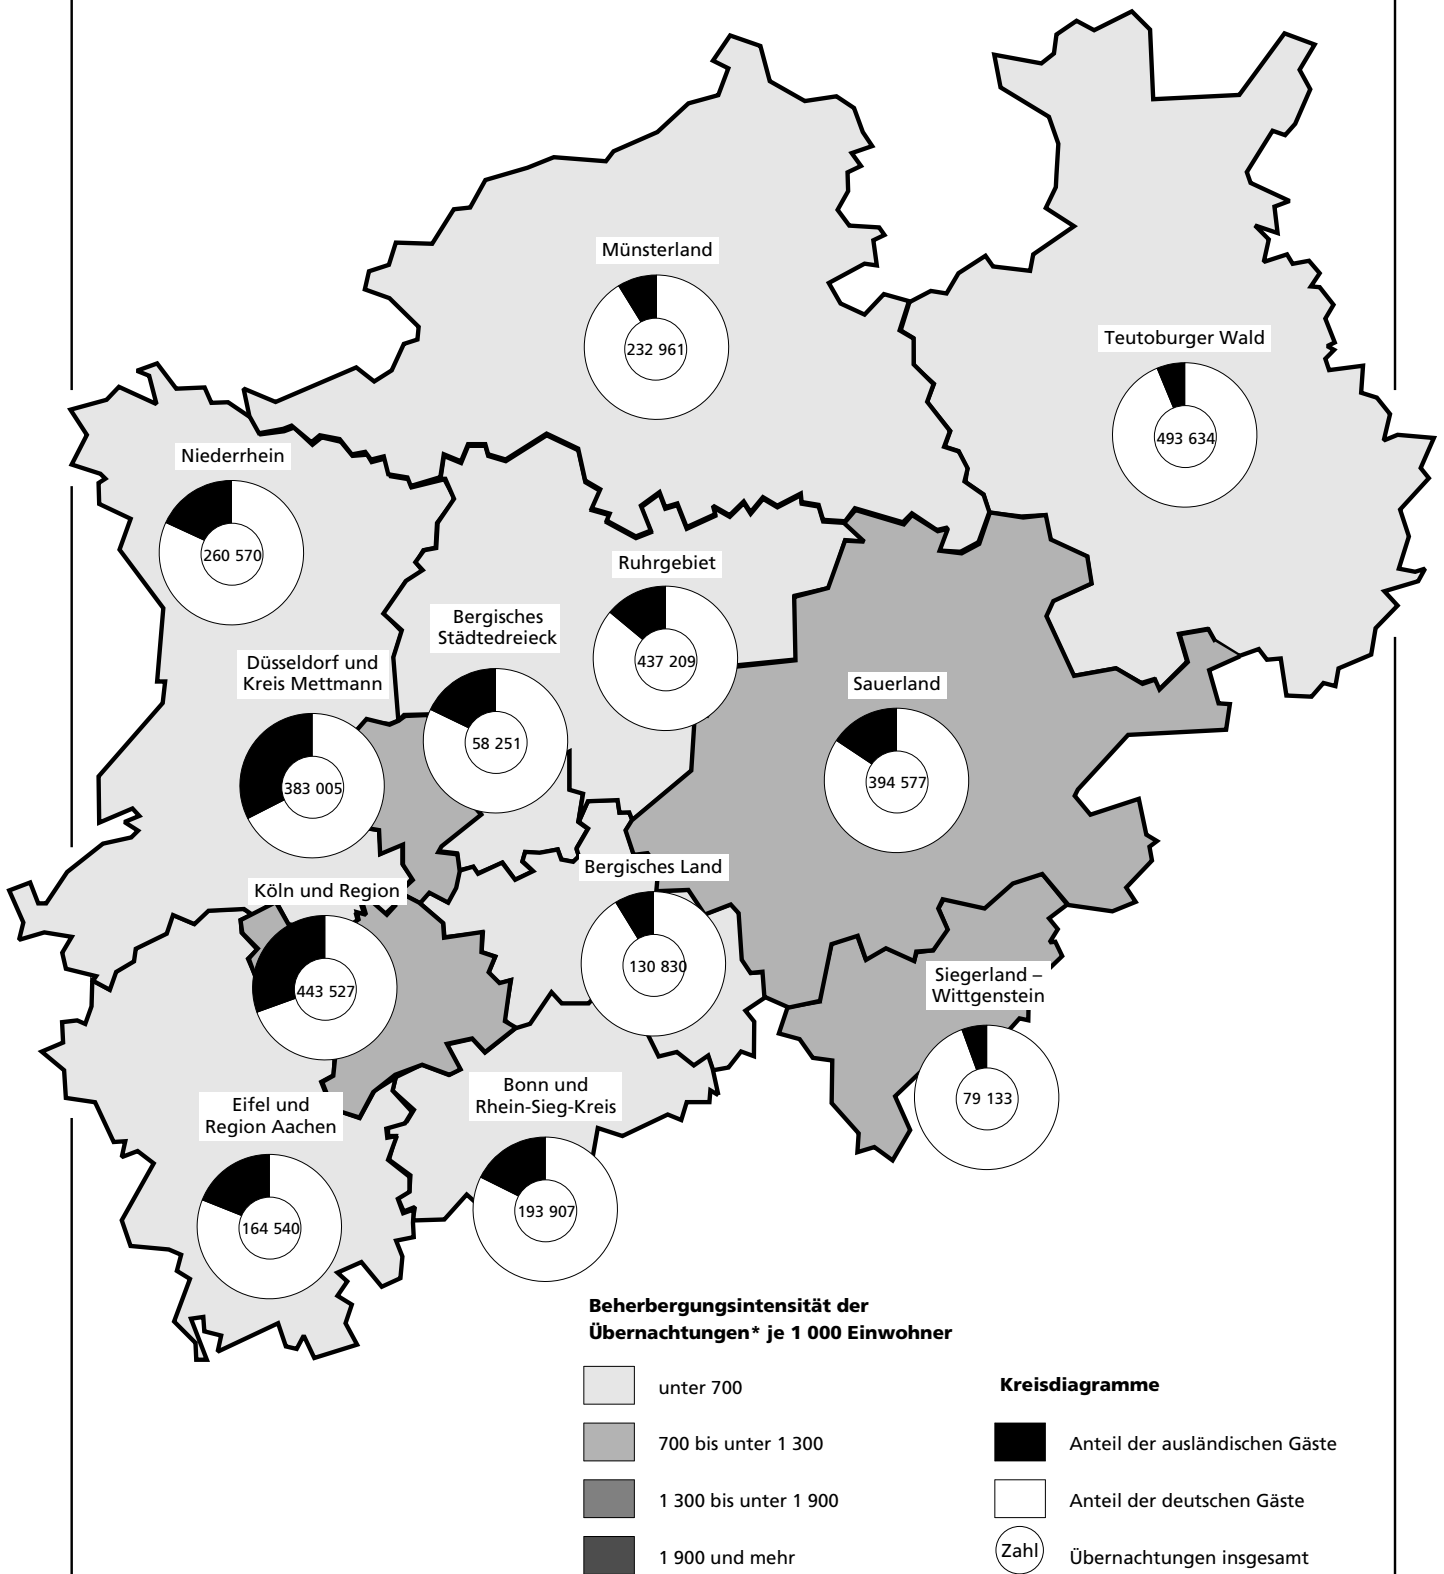 Münsterland
232 961
Teutoburger Wald
493 634
Niederrhein
260 570
Ruhrgebiet
437 209
Bergisches
Städtedreieck
58 251
Düsseldorf und
Kreis Mettmann
383 005
Sauerland
394 577
Bergisches Land
130 830
Köln und Region
443 527
Siegerland –
Wittgenstein
79 133
Bonn und
Rhein-Sieg-Kreis
193 907
Eifel und
Region Aachen
164 540
Beherbergungsintensität der
Übernachtungen* je 1 000 Einwohner
unter 700
700 bis unter 1 300
1 300 bis unter 1 900
1 900 und mehr
Kreisdiagramme
Anteil der ausländischen Gäste
Anteil der deutschen Gäste
Zahl Übernachtungen insgesamt